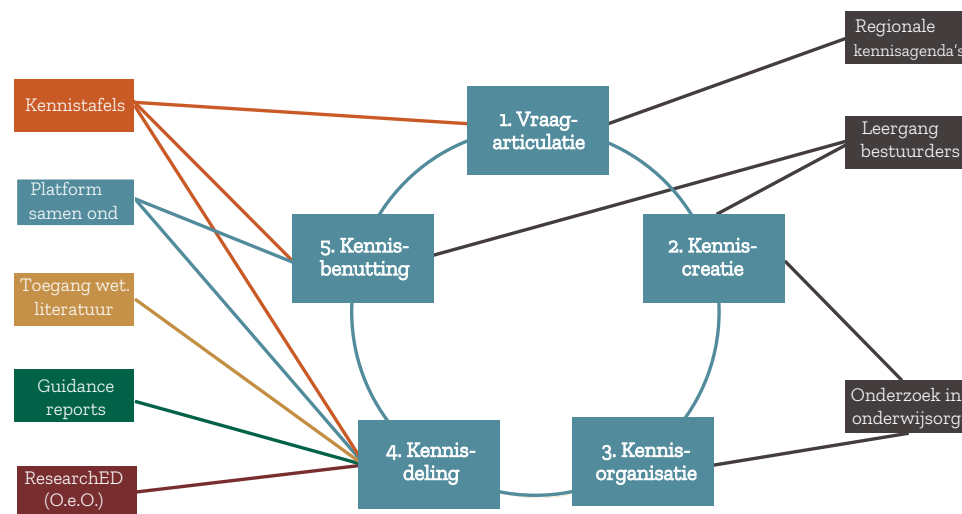 Regionale
kennisagenda's
Kennistafels
1. Vraag-
articulatie
Leergang
bestuurders
Platform
samen ond
5. Kennis-
benutting
2. Kennis-
creatie
Toegang wet.
literatuur
Guidance
reports
Onderzoek in
onderwijsorg
4. Kennis-
deling
3. Kennis-
organisatie
ResearchED
(O.e.O.)